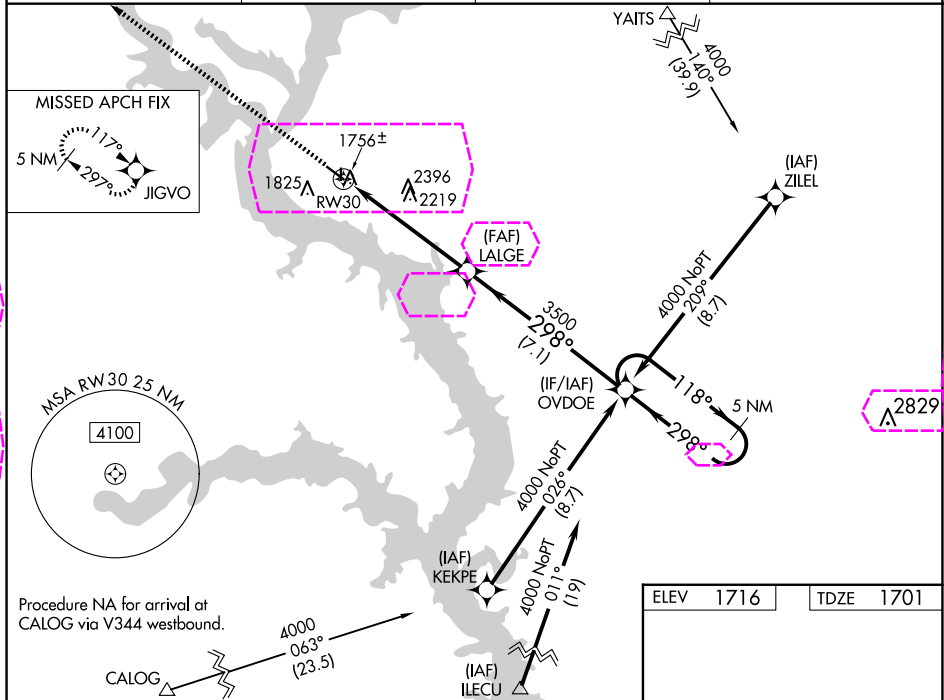 YAITS
4000
140°
(39.9)
MISSED APCH FIX
5 NM
117°
297°
JIGVO
1756±
1825
RW30
2396
2219
(IAF)
ZILEL
(FAF)
LALGE
4000 NoPT
209°
(8.7)
3500
298°
(7.1)
(IF/IAF)
OVDOE
118°
5 NM
298°
2829
MSA RW30 25 NM
4100
4000 NoPT
026°
(8.7)
(IAF)
KEKPE
4000 NoPT
011°
(19)
Procedure NA for arrival at
CALOG via V344 westbound.
4000
063°
(23.5)
CALOG
(IAF)
ILECU
ELEV 1716
TDZE 1701